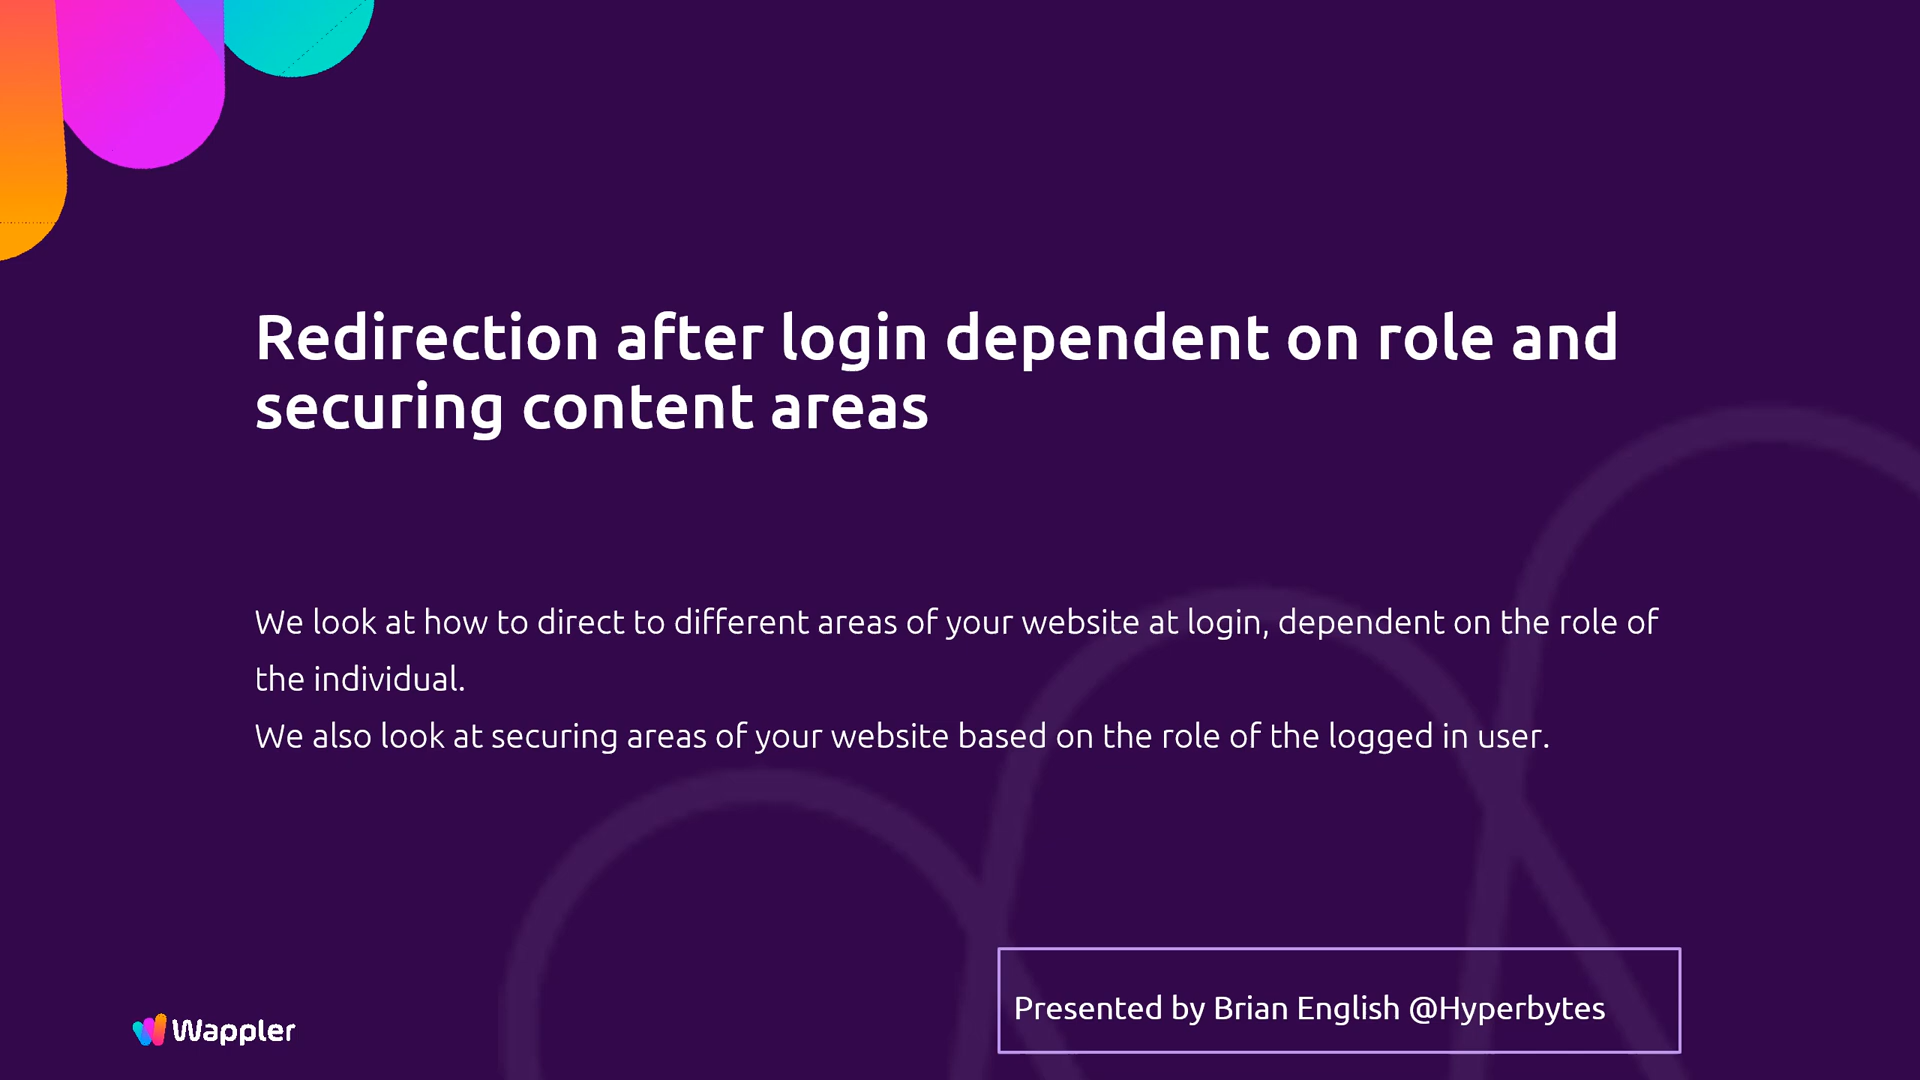 Redirection after login dependent on role and
securing content areas
We look at how to direct to different areas of your website at login, dependent on the role of
the individual.
We also look at securing areas of your website based on the role of the logged in user.
Presented by Brian English @Hyperbytes
Wappler